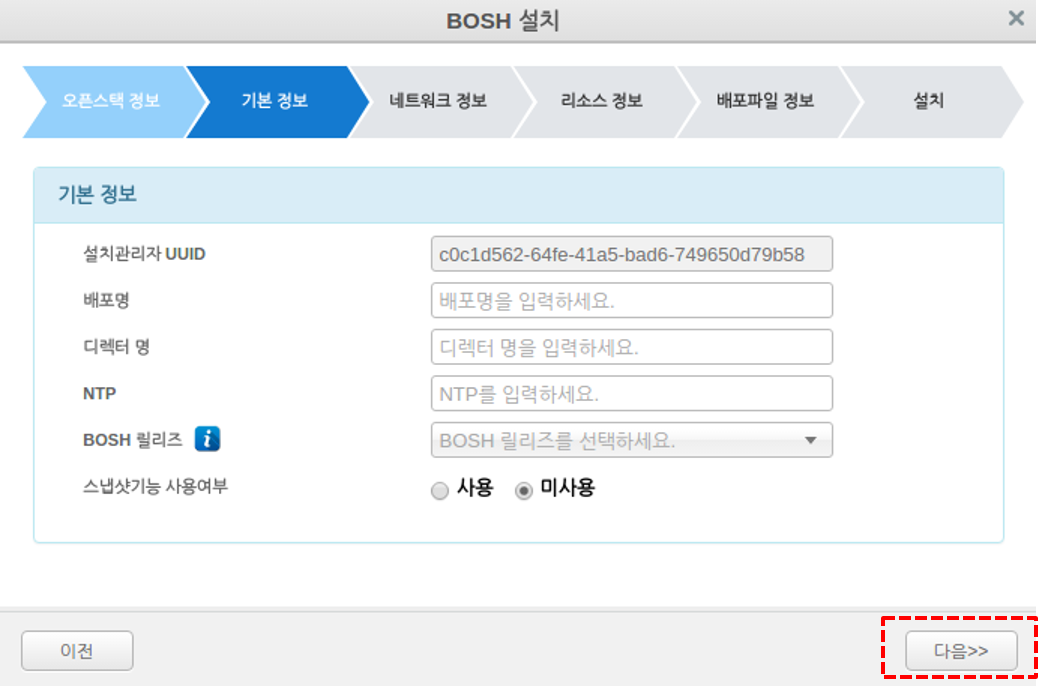 BOSH 설치
오픈스택 정보
기본 정보
네트워크 정보
리소스 정보
배포파일 정보
설치
기본 정보
설치관리자 UUID c0c1d562-64fe-41a5-bad6-749650d79b58
배포명 배포명을 입력하세요.
디렉터 명 디렉터 명을 입력하세요.
NTP NTP를 입력하세요.
BOSH 릴리즈 BOSH 릴리즈를 선택하세요.
스냅샷기능 사용여부 사용 미사용
이전 다음>>